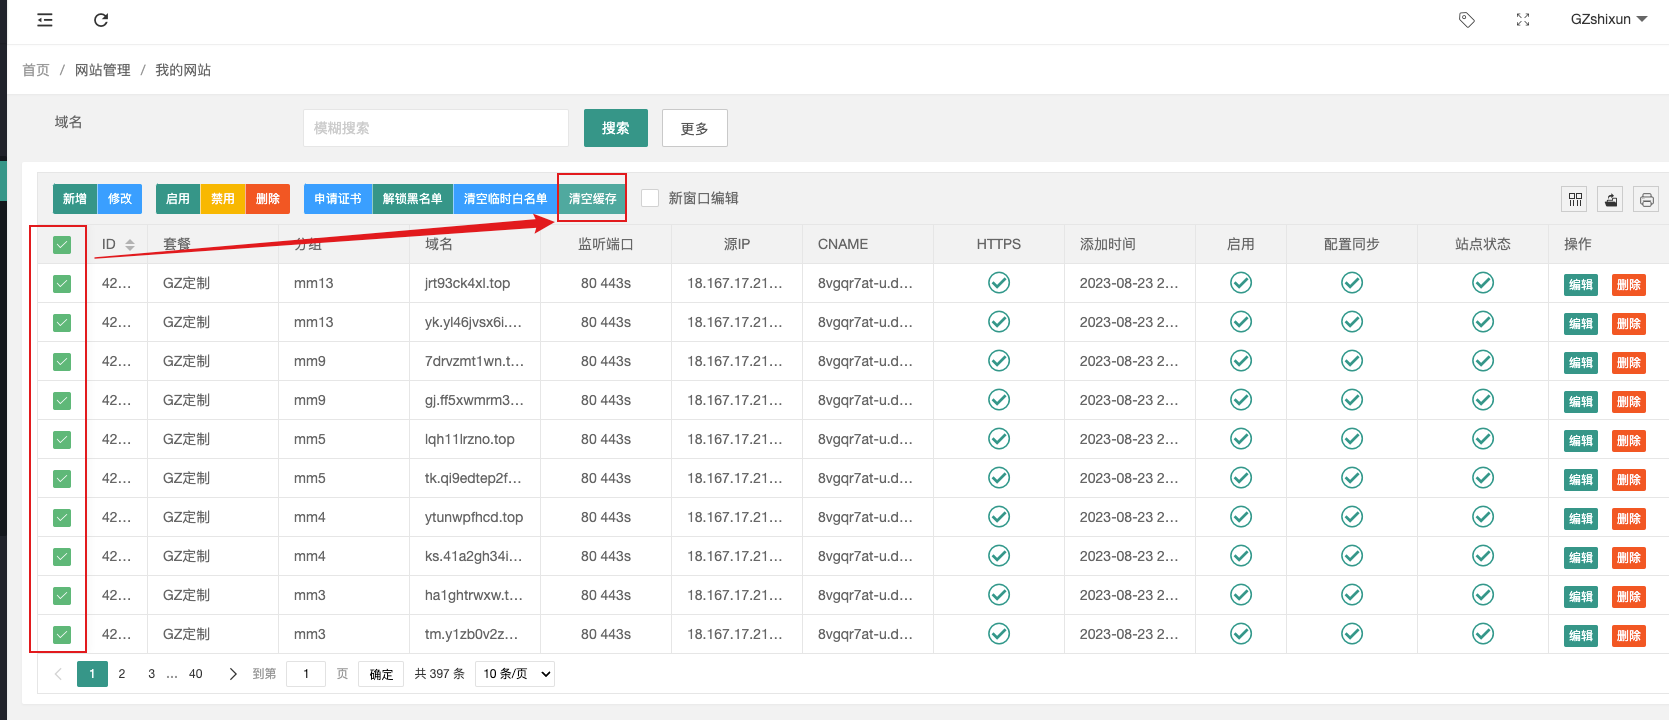 GZshixun
首页 / 网站管理 / 我的网站
域名 模糊搜索 搜索 更多
新增 修改 启用 禁用 删除 申请证书 解锁黑名单 清空临时白名单 清空缓存 新窗口编辑
ID 套餐 分组 域名 监听端口 源IP CNAME HTTPS 添加时间 启用 配置同步 站点状态 操作
42... GZ定制 mm13 jrt93ck4xl.top 80 443s 18.167.17.21... 8vgqr7at-u.d... 2023-08-23 2... 编辑 删除
42... GZ定制 mm13 yk.yl46jvsx6i.... 80 443s 18.167.17.21... 8vgqr7at-u.d... 2023-08-23 2... 编辑 删除
42... GZ定制 mm9 7drvzmt1wn.t... 80 443s 18.167.17.21... 8vgqr7at-u.d... 2023-08-23 2... 编辑 删除
42... GZ定制 mm9 gj.ff5xwmrm3... 80 443s 18.167.17.21... 8vgqr7at-u.d... 2023-08-23 2... 编辑 删除
42... GZ定制 mm5 lqh11lrzno.top 80 443s 18.167.17.21... 8vgqr7at-u.d... 2023-08-23 2... 编辑 删除
42... GZ定制 mm5 tk.qi9edtep2f... 80 443s 18.167.17.21... 8vgqr7at-u.d... 2023-08-23 2... 编辑 删除
42... GZ定制 mm4 ytunwpfhcd.top 80 443s 18.167.17.21... 8vgqr7at-u.d... 2023-08-23 2... 编辑 删除
42... GZ定制 mm4 ks.41a2gh34i... 80 443s 18.167.17.21... 8vgqr7at-u.d... 2023-08-23 2... 编辑 删除
42... GZ定制 mm3 ha1ghtrwxw.t... 80 443s 18.167.17.21... 8vgqr7at-u.d... 2023-08-23 2... 编辑 删除
42... GZ定制 mm3 tm.y1zb0v2z... 80 443s 18.167.17.21... 8vgqr7at-u.d... 2023-08-23 2... 编辑 删除
1 2 3 ... 40 到第 1 页 确定 共 397 条 10 条/页